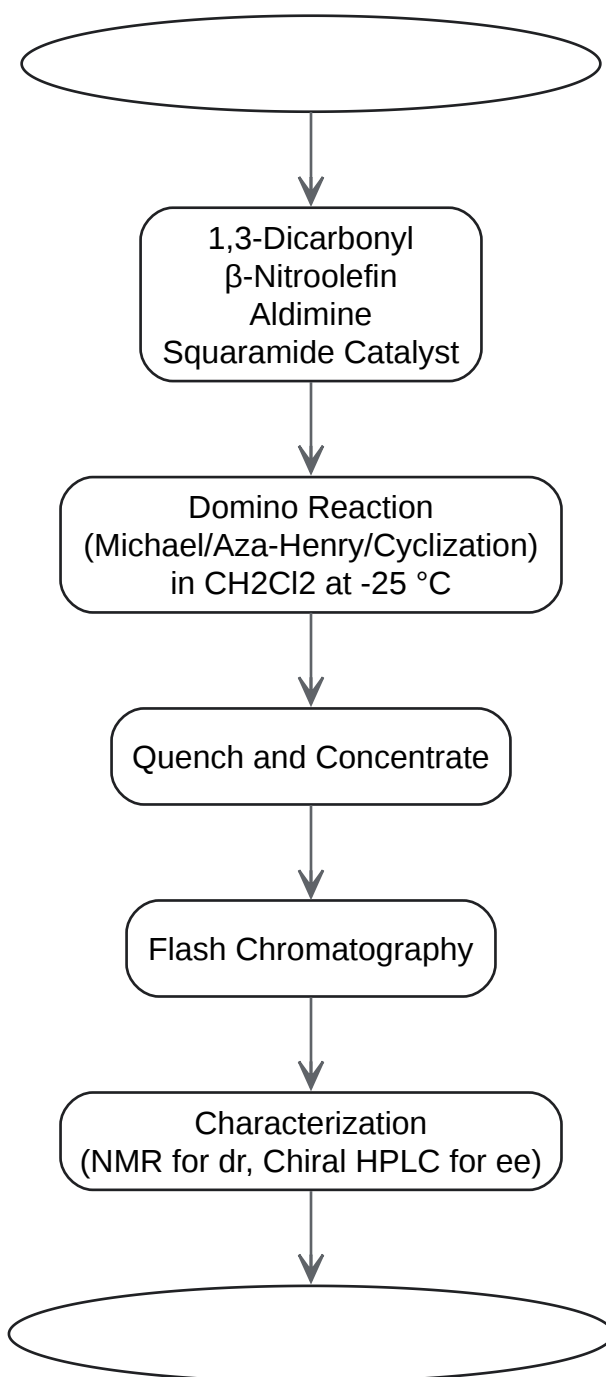 1,3-Dicarbonyl
β-Nitroolefin
Aldimine
Squaramide Catalyst
Domino Reaction
(Michael/Aza-Henry/Cyclization)
in CH2Cl2 at -25 °C
Quench and Concentrate
Flash Chromatography
Characterization
(NMR for dr, Chiral HPLC for ee)